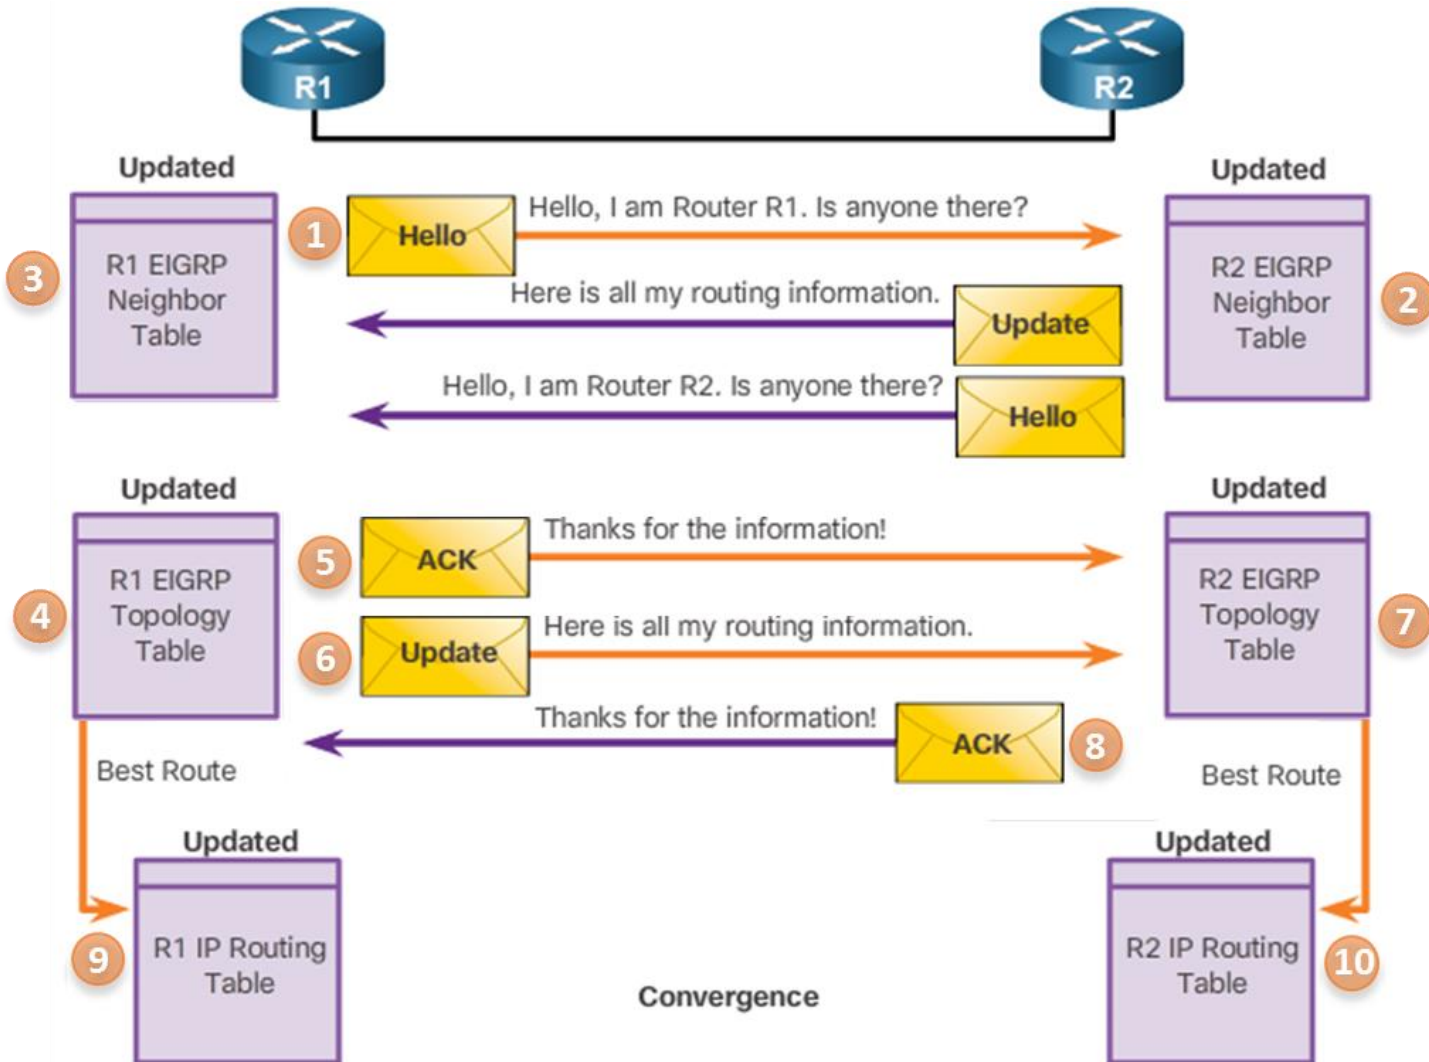 R1
R2
Updated
Updated
1
Hello
Hello, I am Router R1. Is anyone there?
3
R1 EIGRP
Neighbor
Table
Here is all my routing information.
Update
R2 EIGRP
Neighbor
Table
2
Hello, I am Router R2. Is anyone there?
Hello
Updated
Updated
5
ACK
Thanks for the information!
4
R1 EIGRP
Topology
Table
R2 EIGRP
Topology
Table
7
6
Update
Here is all my routing information.
Thanks for the information!
ACK
8
Best Route
Best Route
Updated
Updated
9
R1 IP Routing
Table
R2 IP Routing
Table
10
Convergence